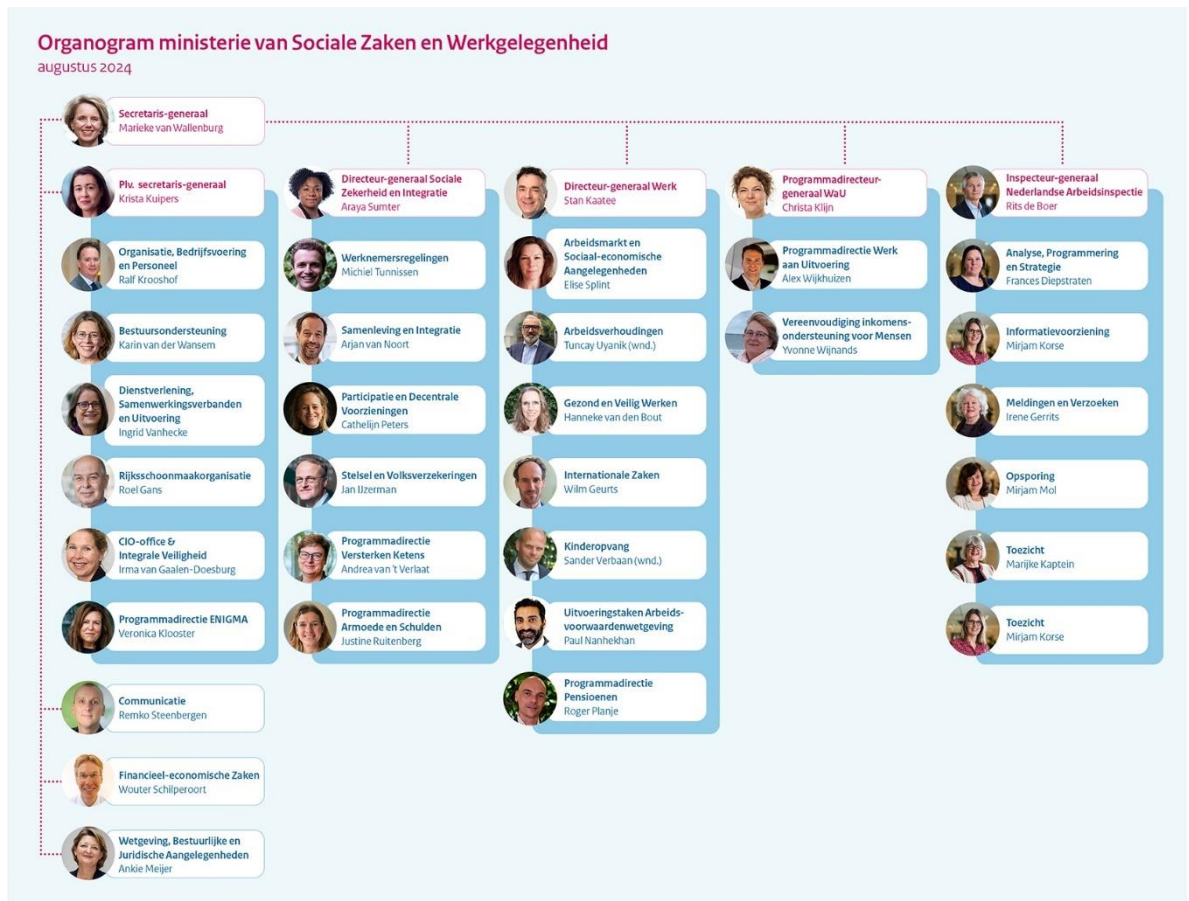 Organogram ministerie van Sociale Zaken en Werkgelegenheid
augustus 2024
Secretaris-generaal
Marieke van Wallenburg
Plv. secretaris-generaal
Krista Kuipers
Organisatie, Bedrijfsvoering
en Personeel
Ralf Krooshof
Bestuursondersteuning
Karin van der Wansem
Dienstverlening,
Samenwerkingsverbanden
en Uitvoering
Ingrid Vanhecke
Rijksschoonmaakorganisatie
Roel Gans
CIO-office &
Integrale Veiligheid
Irma van Gaalen-Doesburg
Programmadirectie ENIGMA
Veronica Klooster
Communicatie
Remko Steenbergen
Financieel-economische Zaken
Wouter Schilperoort
Wetgeving, Bestuurlijke en
Juridische Aangelegenheden
Ankie Meijer
Directeur-generaal Sociale
Zekerheid en Integratie
Araya Sumter
Werknemersregelingen
Michiel Tunnissen
Samenleving en Integratie
Arjan van Noort
Participatie en Decentrale
Voorzieningen
Cathelijn Peters
Stelsel en Volksverzekeringen
Jan IJzerman
Programmadirectie
Versterken Ketens
Andrea van 't Verlaat
Programmadirectie
Armoede en Schulden
Justine Ruitenberg
Directeur-generaal Werk
Stan Kaatee
Arbeidsmarkt en
Sociaal-economische
Aangelegenheden
Elise Splint
Arbeidsverhoudingen
Tuncay Uyanik (wnd.)
Gezond en Veilig Werken
Hanneke van den Bout
Internationale Zaken
Wilm Geurts
Kinderopvang
Sander Verbaan (wnd.)
Uitvoeringstaken Arbeids-
voorwaardenwetgeving
Paul Nanhekhan
Programmadirectie
Pensioenen
Roger Planje
Programmadirecteur-
generaal WaU
Christa Klijn
Programmadirectie Werk
aan Uitvoering
Alex Wijkhuizen
Vereenvoudiging inkomens-
ondersteuning voor Mensen
Yvonne Wijnands
Inspecteur-generaal
Nederlandse Arbeidsinspectie
Rits de Boer
Analyse, Programmering
en Strategie
Frances Diepstraten
Informatievoorziening
Mirjam Korse
Meldingen en Verzoeken
Irene Gerrits
Opsporing
Mirjam Mol
Toezicht
Marijke Kaptein
Toezicht
Mirjam Korse